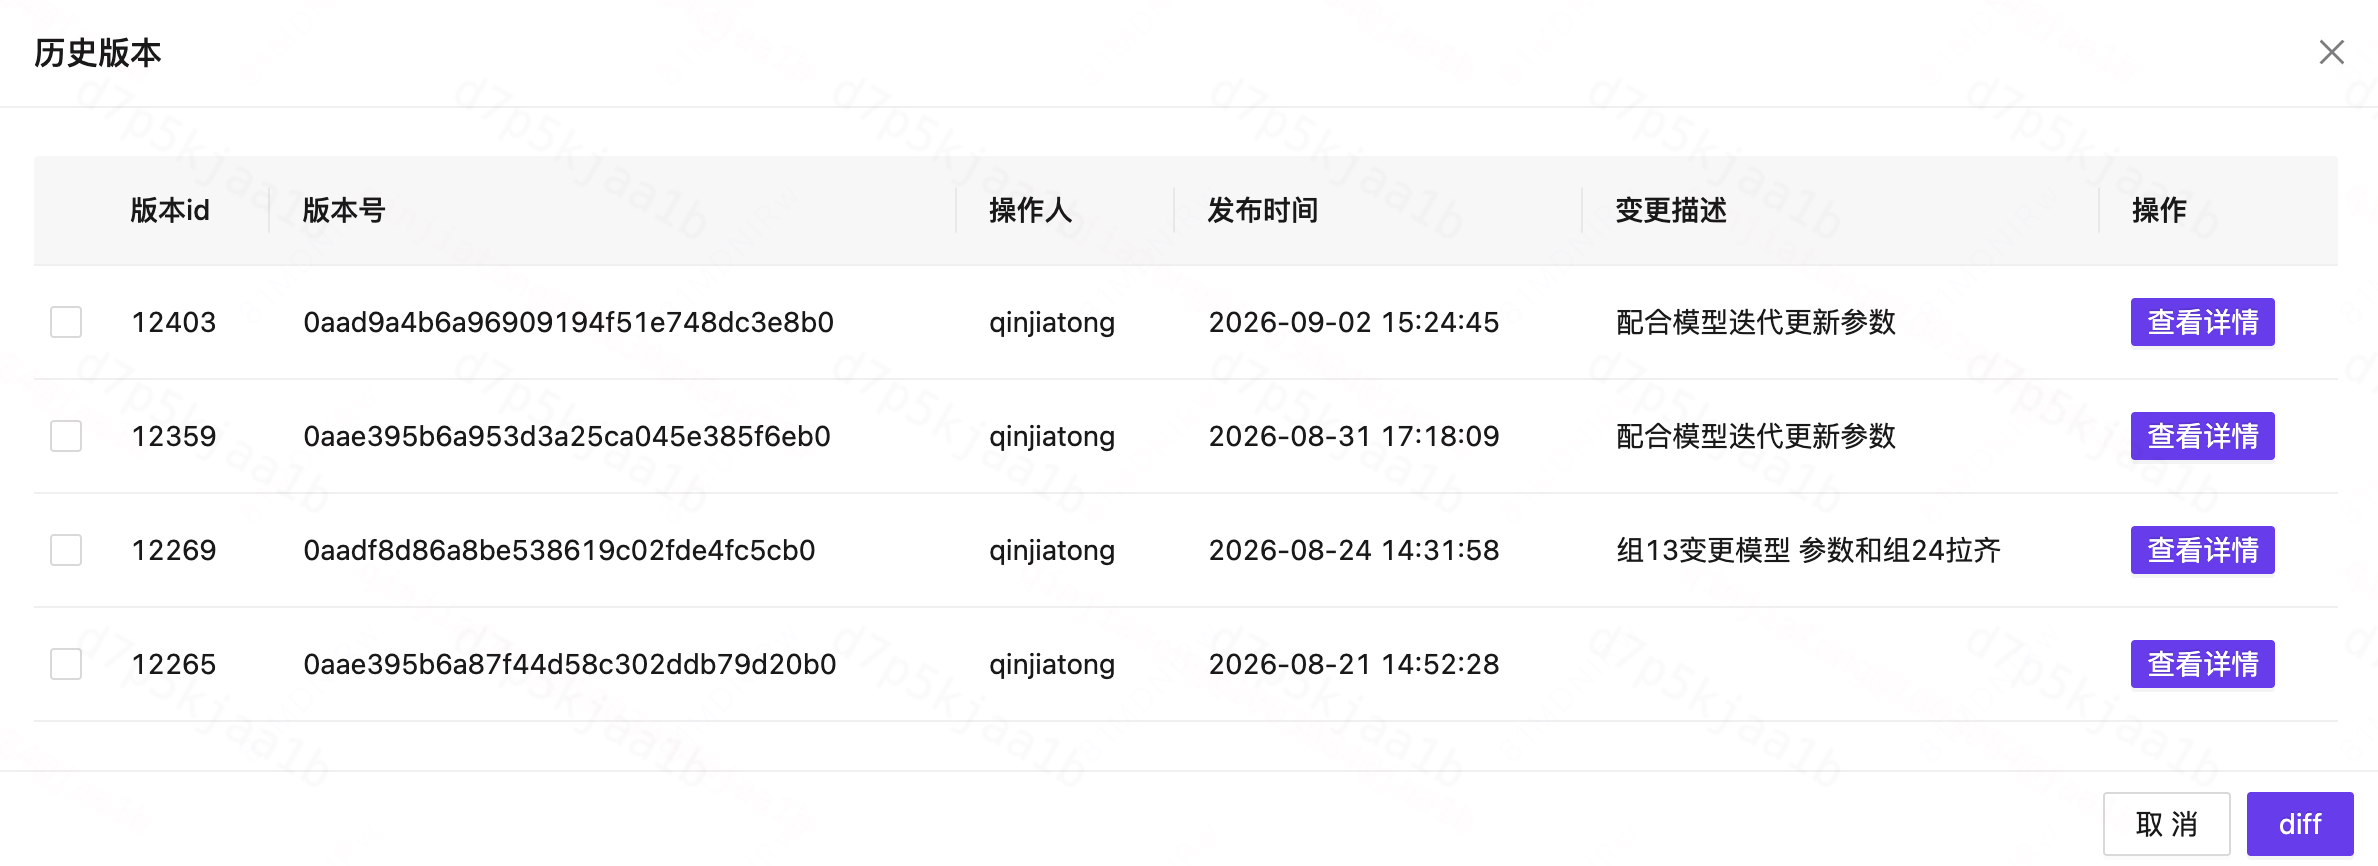 历史版本
版本id 版本号 操作人 发布时间 变更描述 操作
12403 0aad9a4b6a96909194f51e748dc3e8b0 qinjiatong 2026-09-02 15:24:45 配合模型迭代更新参数 查看详情
12359 0aae395b6a953d3a25ca045e385f6eb0 qinjiatong 2026-08-31 17:18:09 配合模型迭代更新参数 查看详情
12269 0aadf8d86a8be538619c02fde4fc5cb0 qinjiatong 2026-08-24 14:31:58 组13变更模型 参数和组24拉齐 查看详情
12265 0aae395b6a87f44d58c302ddb79d20b0 qinjiatong 2026-08-21 14:52:28 查看详情
取 消 diff
d7p5kjaa1b